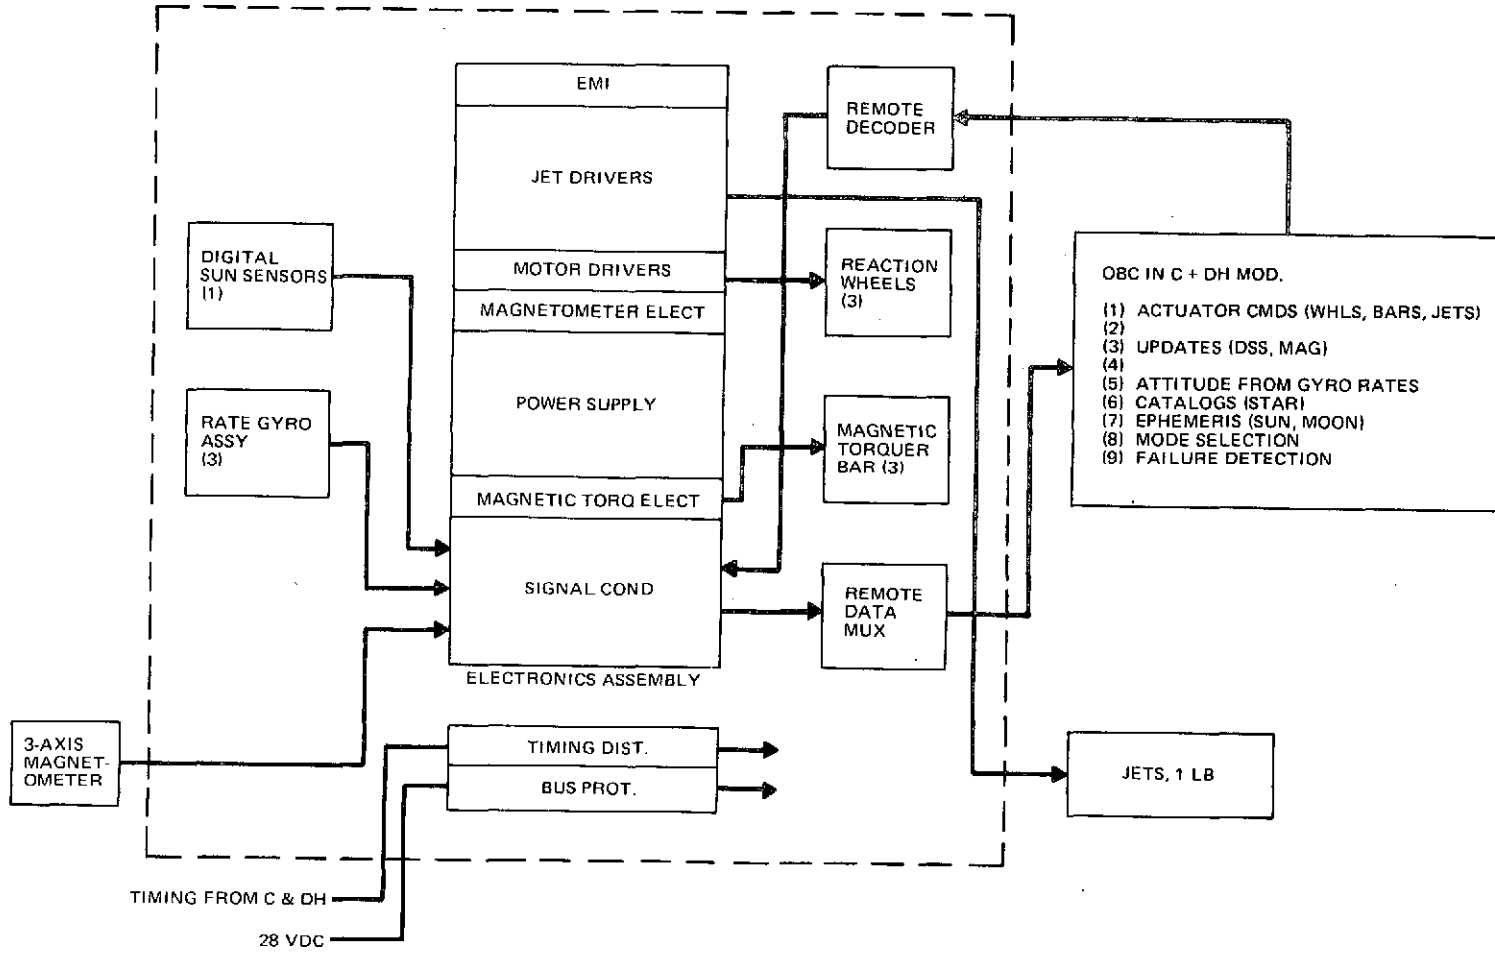 EMI
JET DRIVERS
MOTOR DRIVERS
MAGNETOMETER ELECT
POWER SUPPLY
MAGNETIC TORQ ELECT
SIGNAL COND
ELECTRONICS ASSEMBLY
TIMING DIST.
BUS PROT.
DIGITAL
SUN SENSORS
(1)
RATE GYRO
ASSY
(3)
3-AXIS
MAGNET-
OMETER
TIMING FROM C & DH
28 VDC
REMOTE
DECODER
REACTION
WHEELS
(3)
MAGNETIC
TORQUER
BAR (3)
REMOTE
DATA
MUX
OBC IN C + DH MOD.
(1) ACTUATOR CMDS (WHLS, BARS, JETS)
(2)
(3) UPDATES (DSS, MAG)
(4)
(5) ATTITUDE FROM GYRO RATES
(6) CATALOGS (STAR)
(7) EPHEMERIS (SUN, MOON)
(8) MODE SELECTION
(9) FAILURE DETECTION
JETS, 1 LB